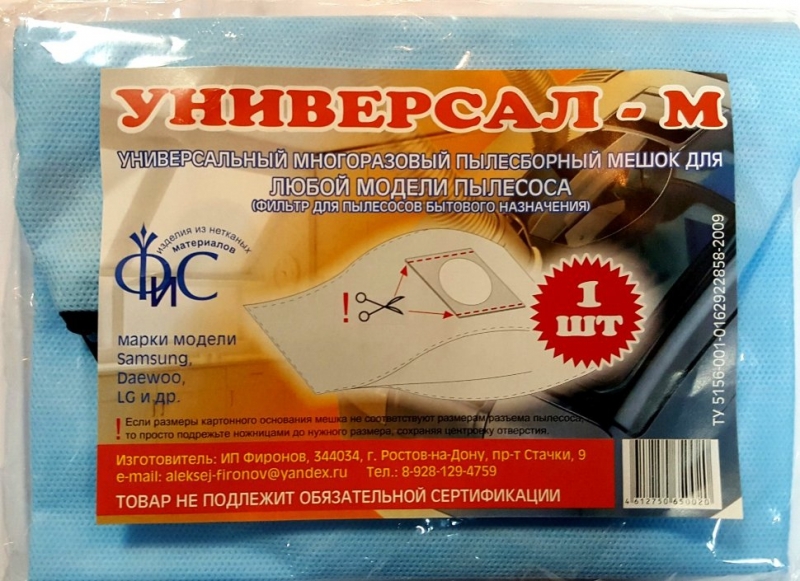 УНИВЕРСАЛ - М
УНИВЕРСАЛЬНЫЙ МНОГОРАЗОВЫЙ ПЫЛЕСБОРНЫЙ МЕШОК ДЛЯ
ЛЮБОЙ МОДЕЛИ ПЫЛЕСОСА
(ФИЛЬТР ДЛЯ ПЫЛЕСОСОВ БЫТОВОГО НАЗНАЧЕНИЯ)
изделия из нетканых
материалов
ФиС
марки модели
Samsung,
Daewoo,
LG и др.
!
1
ШТ
ТУ 5156-001-0162922858-2009
! Если размеры картонного основания мешка не соответствуют размерам разъема пылесоса,
то просто подрежьте ножницами до нужного размера, сохраняя центровку отверстия.
Изготовитель: ИП Фиронов, 344034, г. Ростов-на-Дону, пр-т Стачки, 9
e-mail: aleksej-fironov@yandex.ru Тел.: 8-928-129-4759
ТОВАР НЕ ПОДЛЕЖИТ ОБЯЗАТЕЛЬНОЙ СЕРТИФИКАЦИИ
4 612750 650020